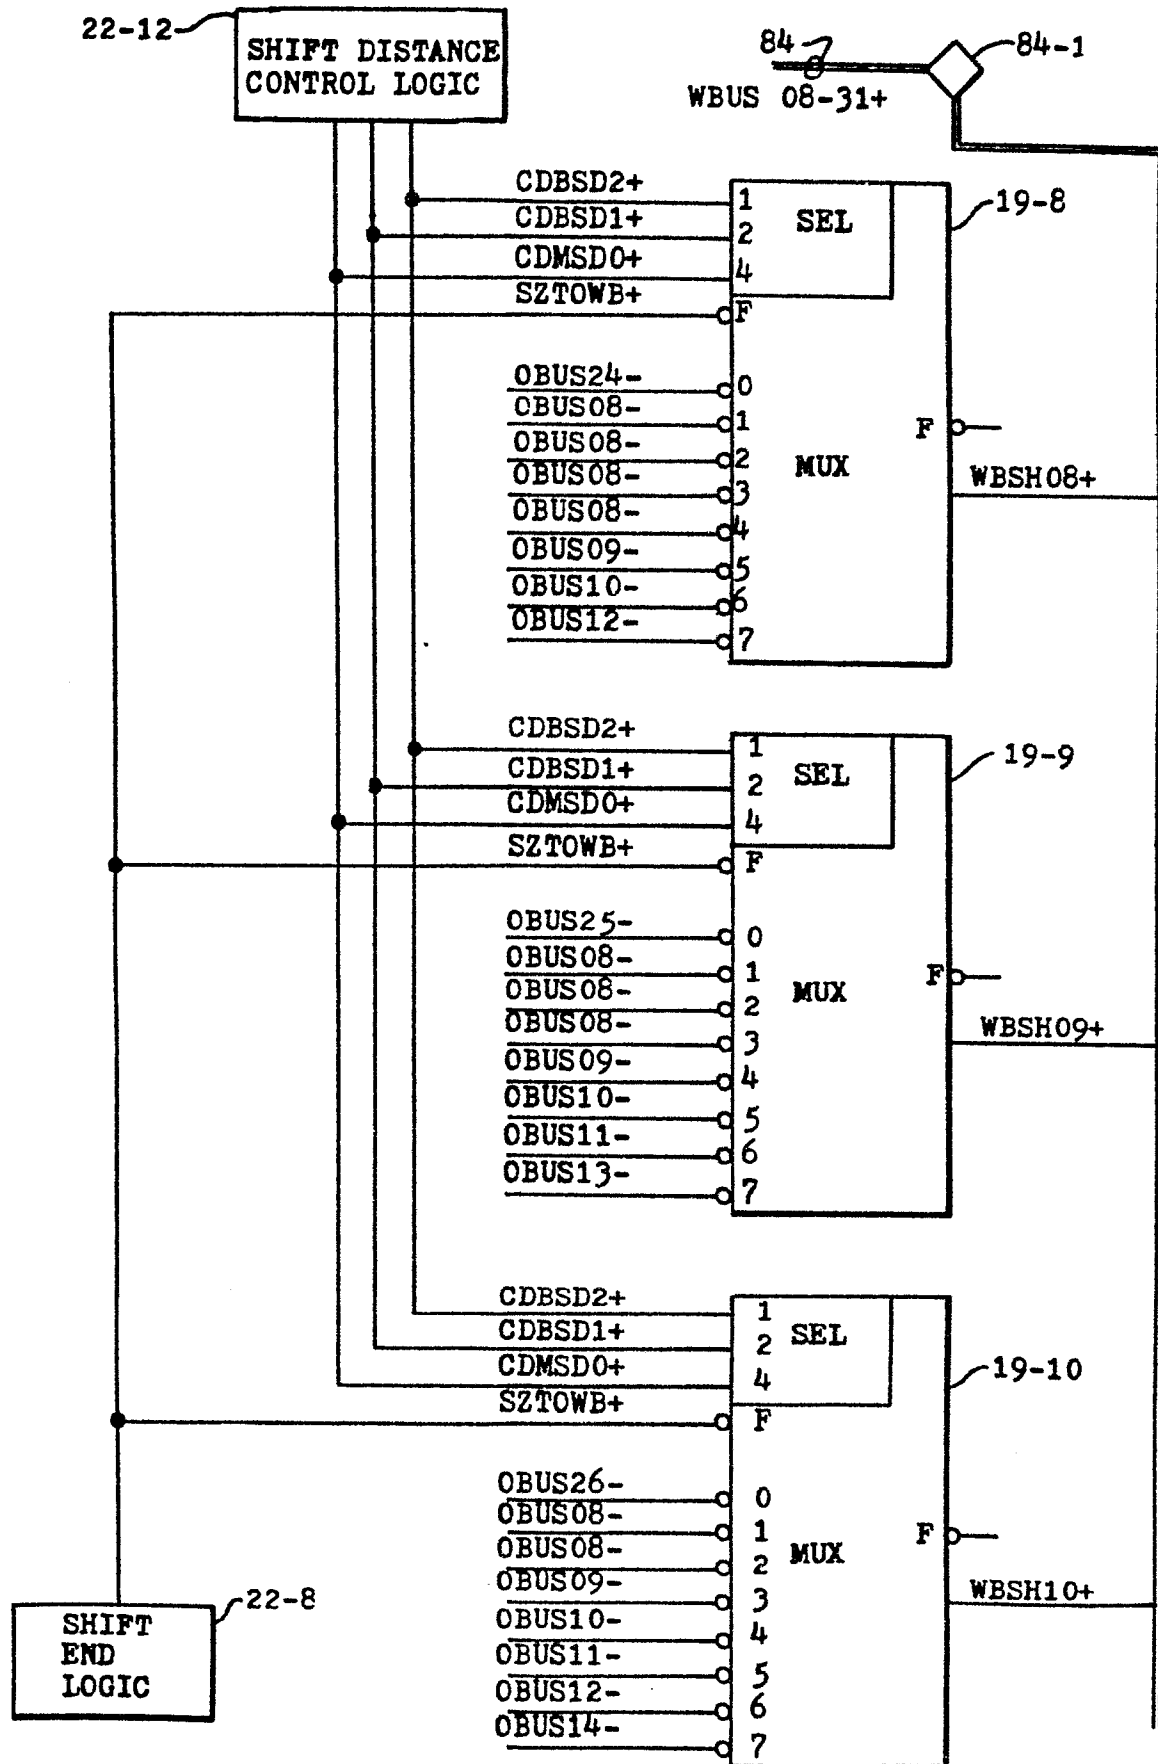 22-12
SHIFT DISTANCE
CONTROL LOGIC
84
84-1
WBUS 08-31+
CDBSD2+ 1 SEL 19-8
CDBSD1+ 2
CDMSD0+ 4
SZTOWB+ F
OBUS24- 0
OBUS08- 1
OBUS08- 2
OBUS08- 3
OBUS08- 4
OBUS09- 5
OBUS10- 6
OBUS12- 7
MUX
F
WBSH08+
CDBSD2+ 1 SEL 19-9
CDBSD1+ 2
CDMSD0+ 4
SZTOWB+ F
OBUS25- 0
OBUS08- 1
OBUS08- 2
OBUS08- 3
OBUS09- 4
OBUS10- 5
OBUS11- 6
OBUS13- 7
MUX
F
WBSH09+
CDBSD2+ 1 SEL 19-10
CDBSD1+ 2
CDMSD0+ 4
SZTOWB+ F
OBUS26- 0
OBUS08- 1
OBUS08- 2
OBUS09- 3
OBUS10- 4
OBUS11- 5
OBUS12- 6
OBUS14- 7
MUX
F
WBSH10+
22-8
SHIFT
END
LOGIC